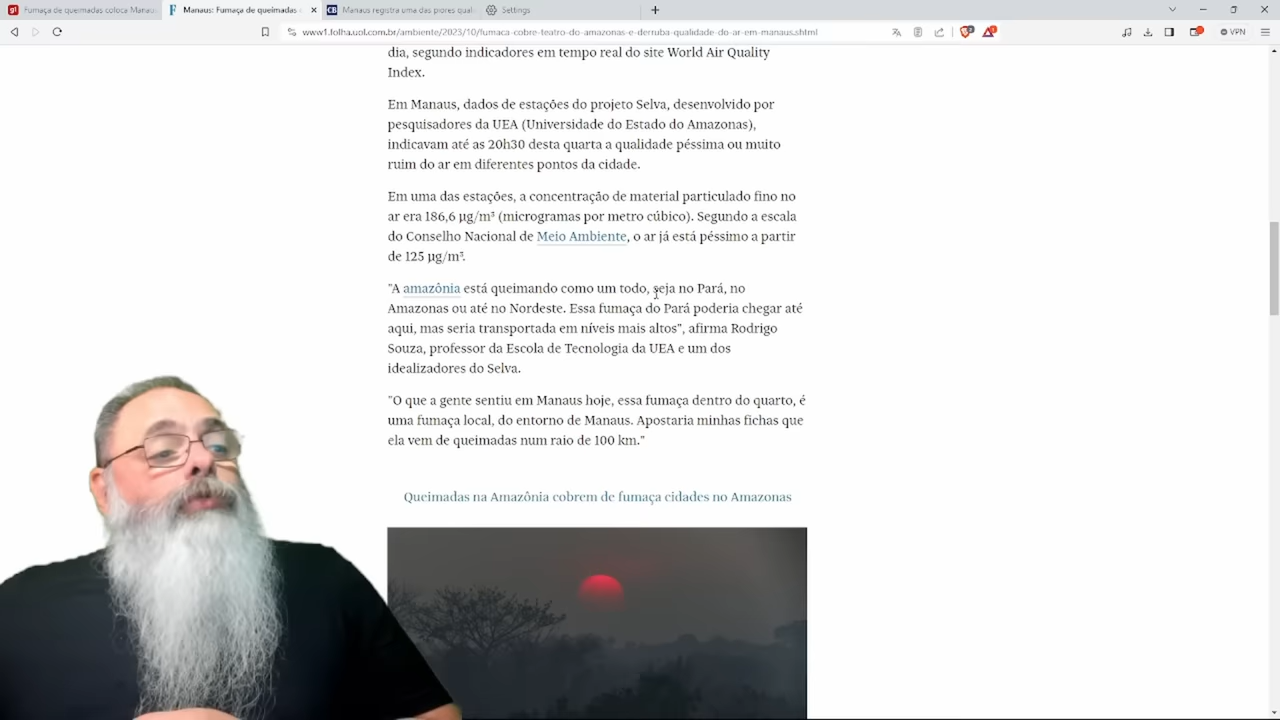 Fumaça de queimadas coloca Manaus
Manaus: Fumaça de queimadas
Manaus registra uma das piores quali
Settings
www1.folha.uol.com.br/ambiente/2023/10/fumaca-cobre-teatro-do-amazonas-e-derruba-qualidade-do-ar-em-manaus.shtml
VPN
dia, segundo indicadores em tempo real do site World Air Quality
Index.
Em Manaus, dados de estações do projeto Selva, desenvolvido por
pesquisadores da UEA (Universidade do Estado do Amazonas),
indicavam até as 20h30 desta quarta a qualidade péssima ou muito
ruim do ar em diferentes pontos da cidade.
Em uma das estações, a concentração de material particulado fino no
ar era 186,6 µg/m³ (microgramas por metro cúbico). Segundo a escala
do Conselho Nacional de Meio Ambiente, o ar já está péssimo a partir
de 125 µg/m³.
"A amazônia está queimando como um todo, seja no Pará, no
Amazonas ou até no Nordeste. Essa fumaça do Pará poderia chegar até
aqui, mas seria transportada em níveis mais altos", afirma Rodrigo
Souza, professor da Escola de Tecnologia da UEA e um dos
idealizadores do Selva.
"O que a gente sentiu em Manaus hoje, essa fumaça dentro do quarto, é
uma fumaça local, do entorno de Manaus. Apostaria minhas fichas que
ela vem de queimadas num raio de 100 km."
Queimadas na Amazônia cobrem de fumaça cidades no Amazonas